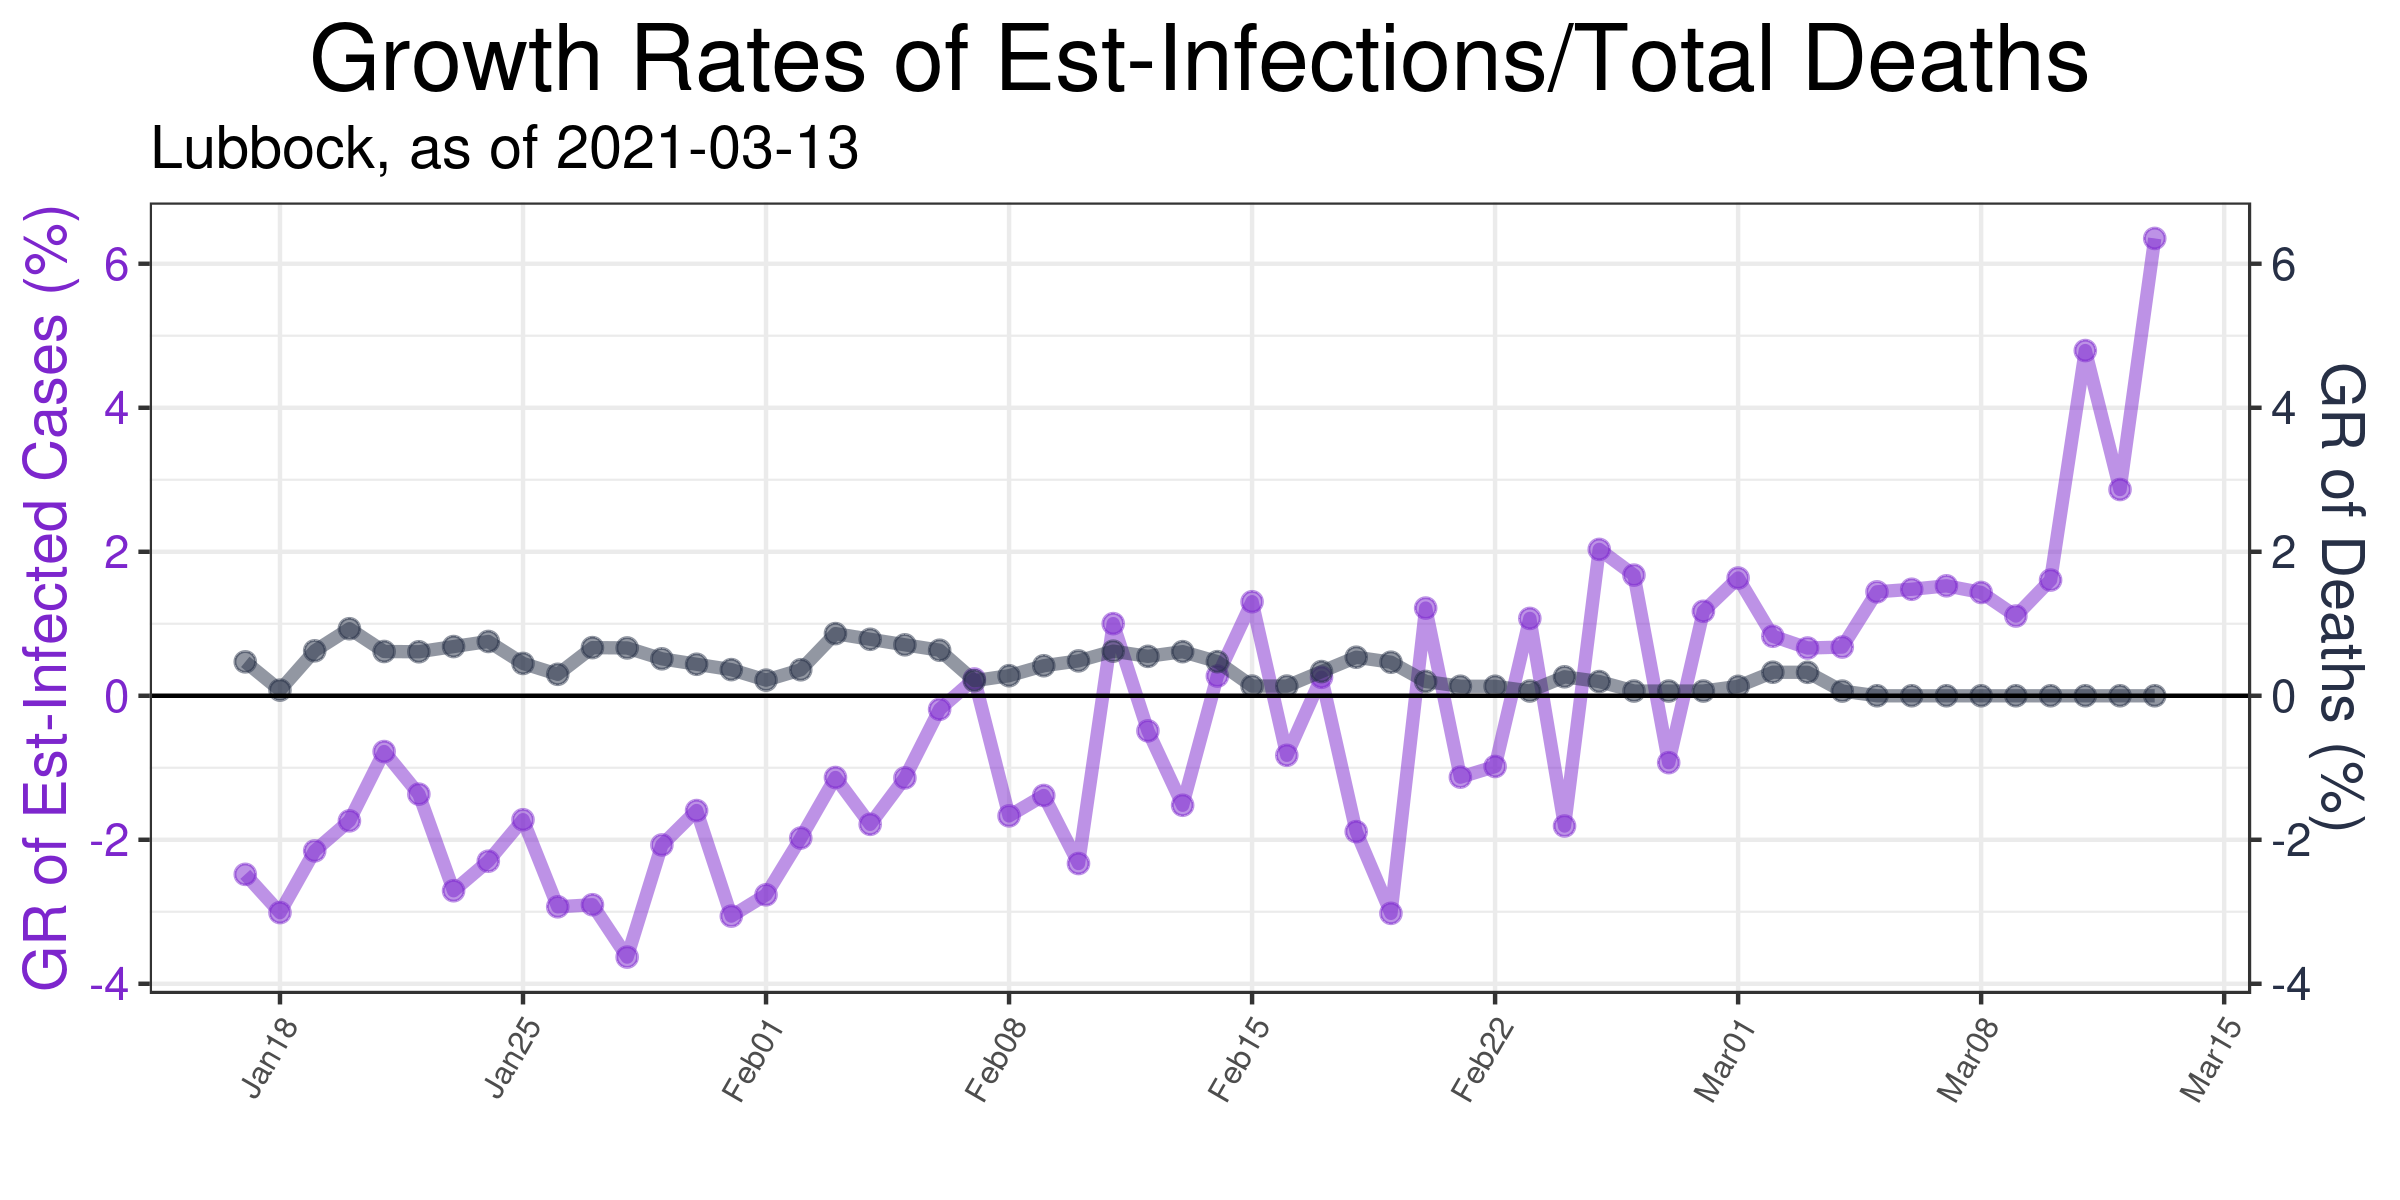 Growth Rates of Est-Infections/Total Deaths
Lubbock, as of 2021-03-13
GR of Est-Infected Cases (%)
6
4
2
0
-2
-4
6
4
2
0
-2
-4
GR of Deaths (%)
Jan18
Jan25
Feb01
Feb08
Feb15
Feb22
Mar01
Mar08
Mar15